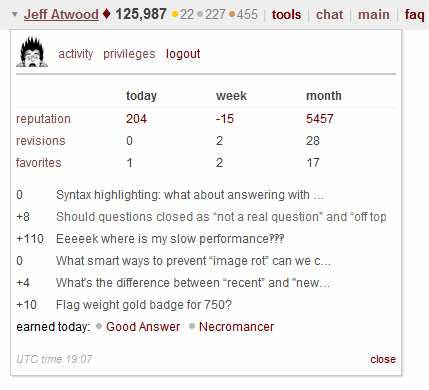 ▼ Jeff Atwood ♦ 125,987 ●22 ●227 ●455 | tools | chat | main | faq
activity privileges logout
today week month
reputation 204 -15 5457
revisions 0 2 28
favorites 1 2 17
0 Syntax highlighting: what about answering with …
+8 Should questions closed as “not a real question” and “off top
+110 Eeeeek where is my slow performance‽‽‽
0 What smart ways to prevent “image rot” can we c…
+4 What's the difference between “recent” and "new…
+10 Flag weight gold badge for 750?
earned today: ● Good Answer ● Necromancer
UTC time 19:07 close